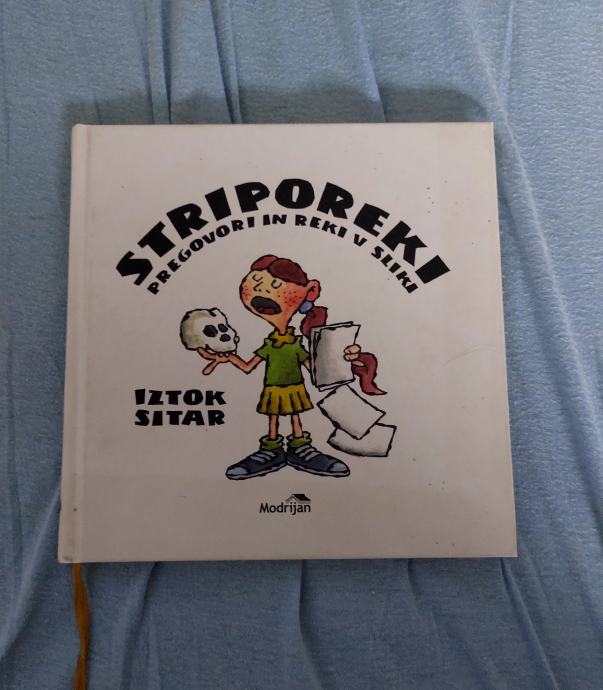 STRIPOREKI
PREGOVORI IN REKI V SLIKI
IZTOK
SITAR
Modrijan